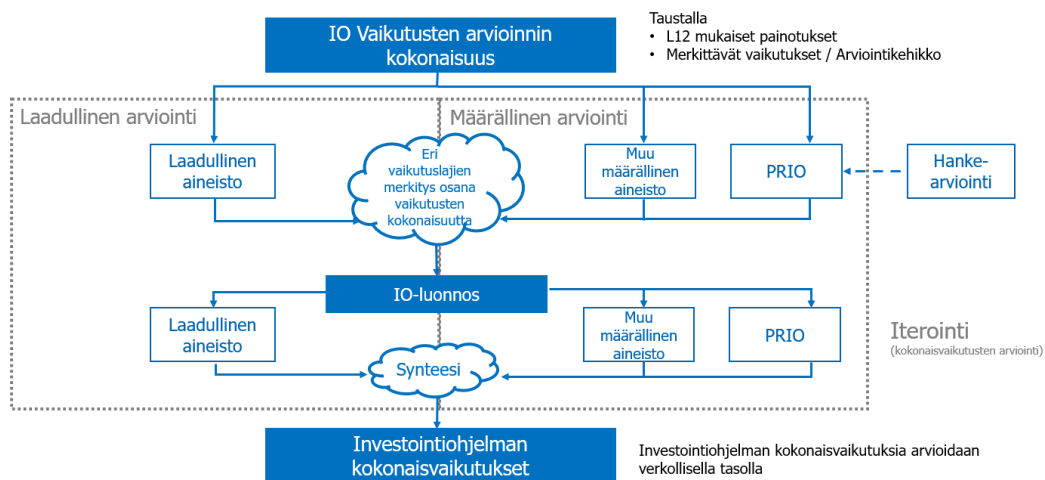 IO Vaikutusten arvioinnin
kokonaisuus
Taustalla
• L12 mukaiset painotukset
• Merkittävät vaikutukset / Arviointikehikko
Laadullinen arviointi
Määrällinen arviointi
Laadullinen
aineisto
Eri
vaikutuslajien
merkitys osana
vaikutusten
kokonaisuutta
Muu
määrällinen
aineisto
PRIO
Hanke-
arviointi
IO-luonnos
Laadullinen
aineisto
Synteesi
Muu
määrällinen
aineisto
PRIO
Iterointi
(kokonaisvaikutusten arviointi)
Investointiohjelman
kokonaisvaikutukset
Investointiohjelman kokonaisvaikutuksia arvioidaan
verkollisella tasolla